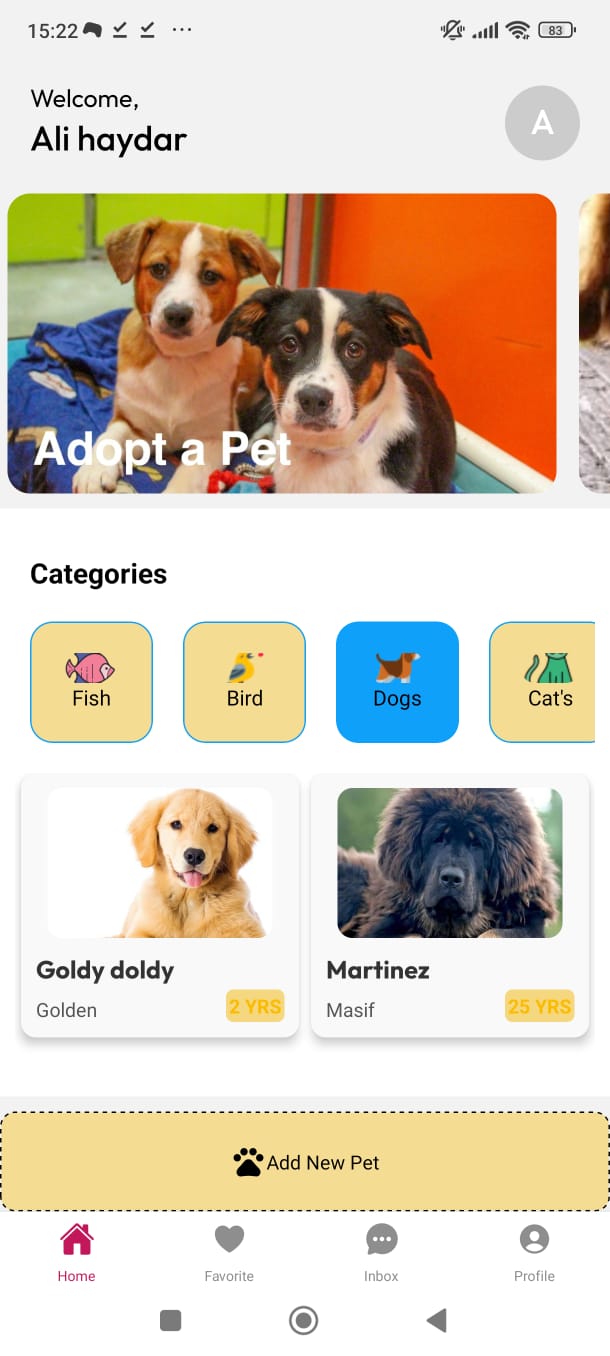 15:22
83
Welcome,
Ali haydar
A
Adopt a Pet
Categories
Fish
Bird
Dogs
Cat's
Goldy doldy
Golden
2 YRS
Martinez
Masif
25 YRS
Add New Pet
Home
Favorite
Inbox
Profile